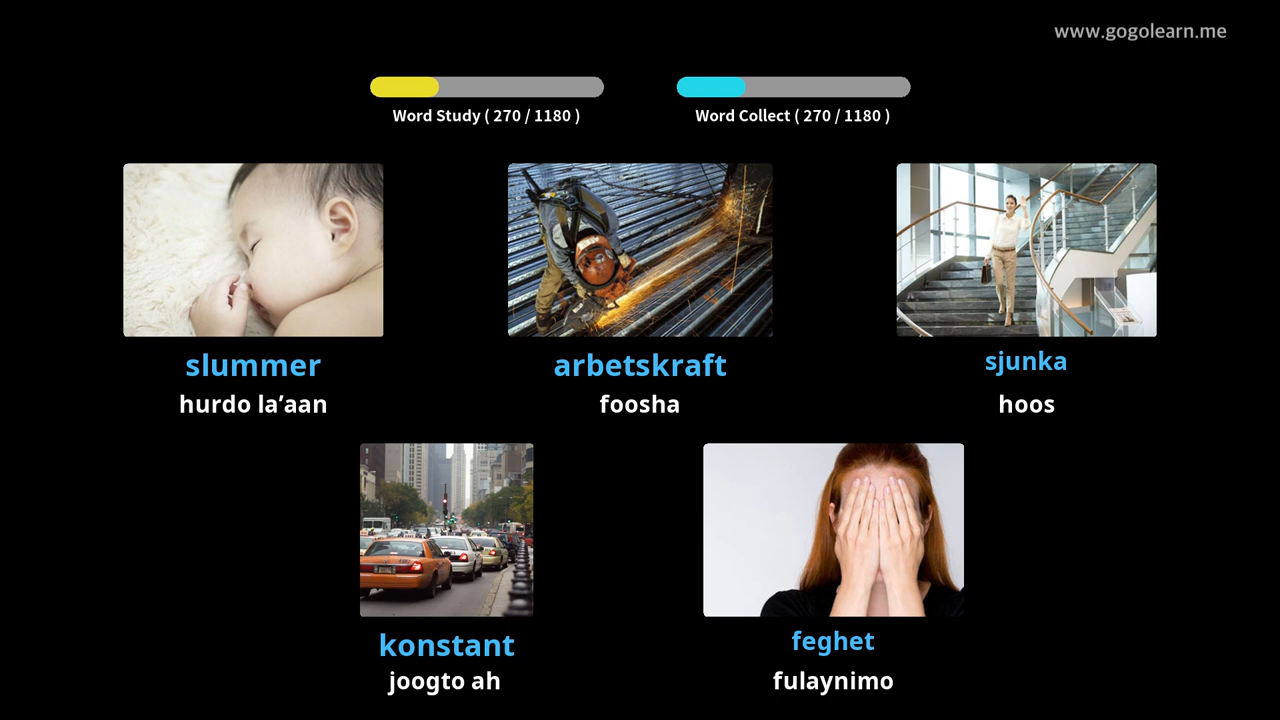 www.gogolearn.me
Word Study ( 270 / 1180 )
Word Collect ( 270 / 1180 )
slummer
hurdo la’aan
arbetskraft
foosha
sjunka
hoos
konstant
joogto ah
feghet
fulaynimo